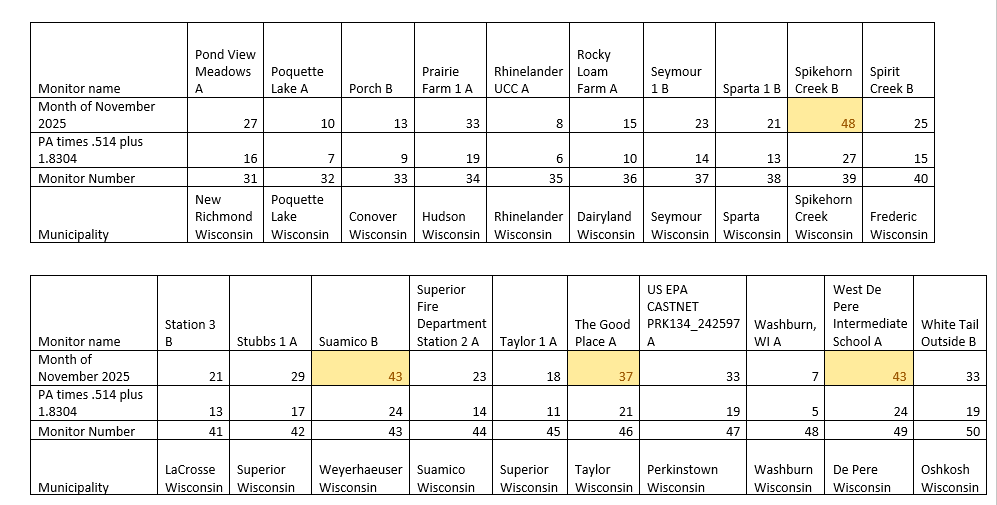 Monitor name Pond View Meadows A Poquette Lake A Porch B Prairie Farm 1 A Rhinelander UCC A Rocky Loam Farm A Seymour 1 B Sparta 1 B Spikehorn Creek B Spirit Creek B
Month of November 2025 27 10 13 33 8 15 23 21 48 25
PA times .514 plus 1.8304 16 7 9 19 6 10 14 13 27 15
Monitor Number 31 32 33 34 35 36 37 38 39 40
Municipality New Richmond Wisconsin Poquette Lake Wisconsin Conover Wisconsin Hudson Wisconsin Rhinelander Wisconsin Dairyland Wisconsin Seymour Wisconsin Sparta Wisconsin Spikehorn Creek Wisconsin Frederic Wisconsin
Monitor name Station 3 B Stubbs 1 A Suamico B Superior Fire Department Station 2 A Taylor 1 A The Good Place A US EPA CASTNET PRK134_242597 A Washburn, WI A West De Pere Intermediate School A White Tail Outside B
Month of November 2025 21 29 43 23 18 37 33 7 43 33
PA times .514 plus 1.8304 13 17 24 14 11 21 19 5 24 19
Monitor Number 41 42 43 44 45 46 47 48 49 50
Municipality LaCrosse Wisconsin Superior Wisconsin Weyerhaeuser Wisconsin Suamico Wisconsin Superior Wisconsin Taylor Wisconsin Perkinstown Wisconsin Washburn Wisconsin De Pere Wisconsin Oshkosh Wisconsin